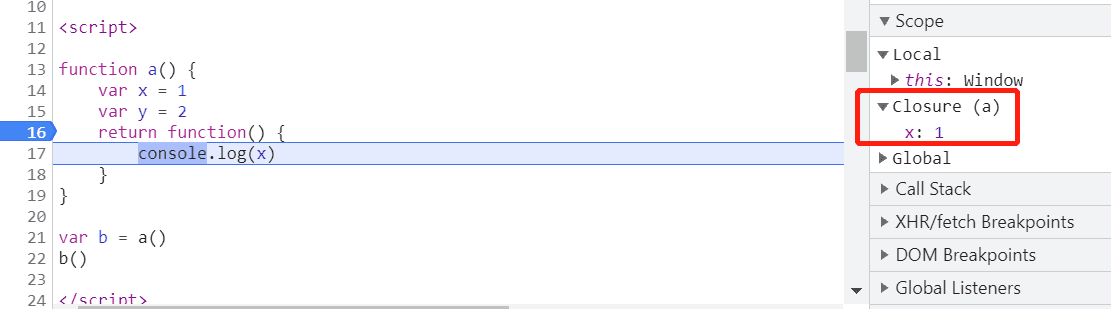 10
11 <script>
12
13 function a() {
14 var x = 1
15 var y = 2
16 return function() {
17 console.log(x)
18 }
19 }
20
21 var b = a()
22 b()
23
24 </script>
Scope
Local
this: Window
Closure (a)
x: 1
Global
Call Stack
XHR/fetch Breakpoints
DOM Breakpoints
Global Listeners